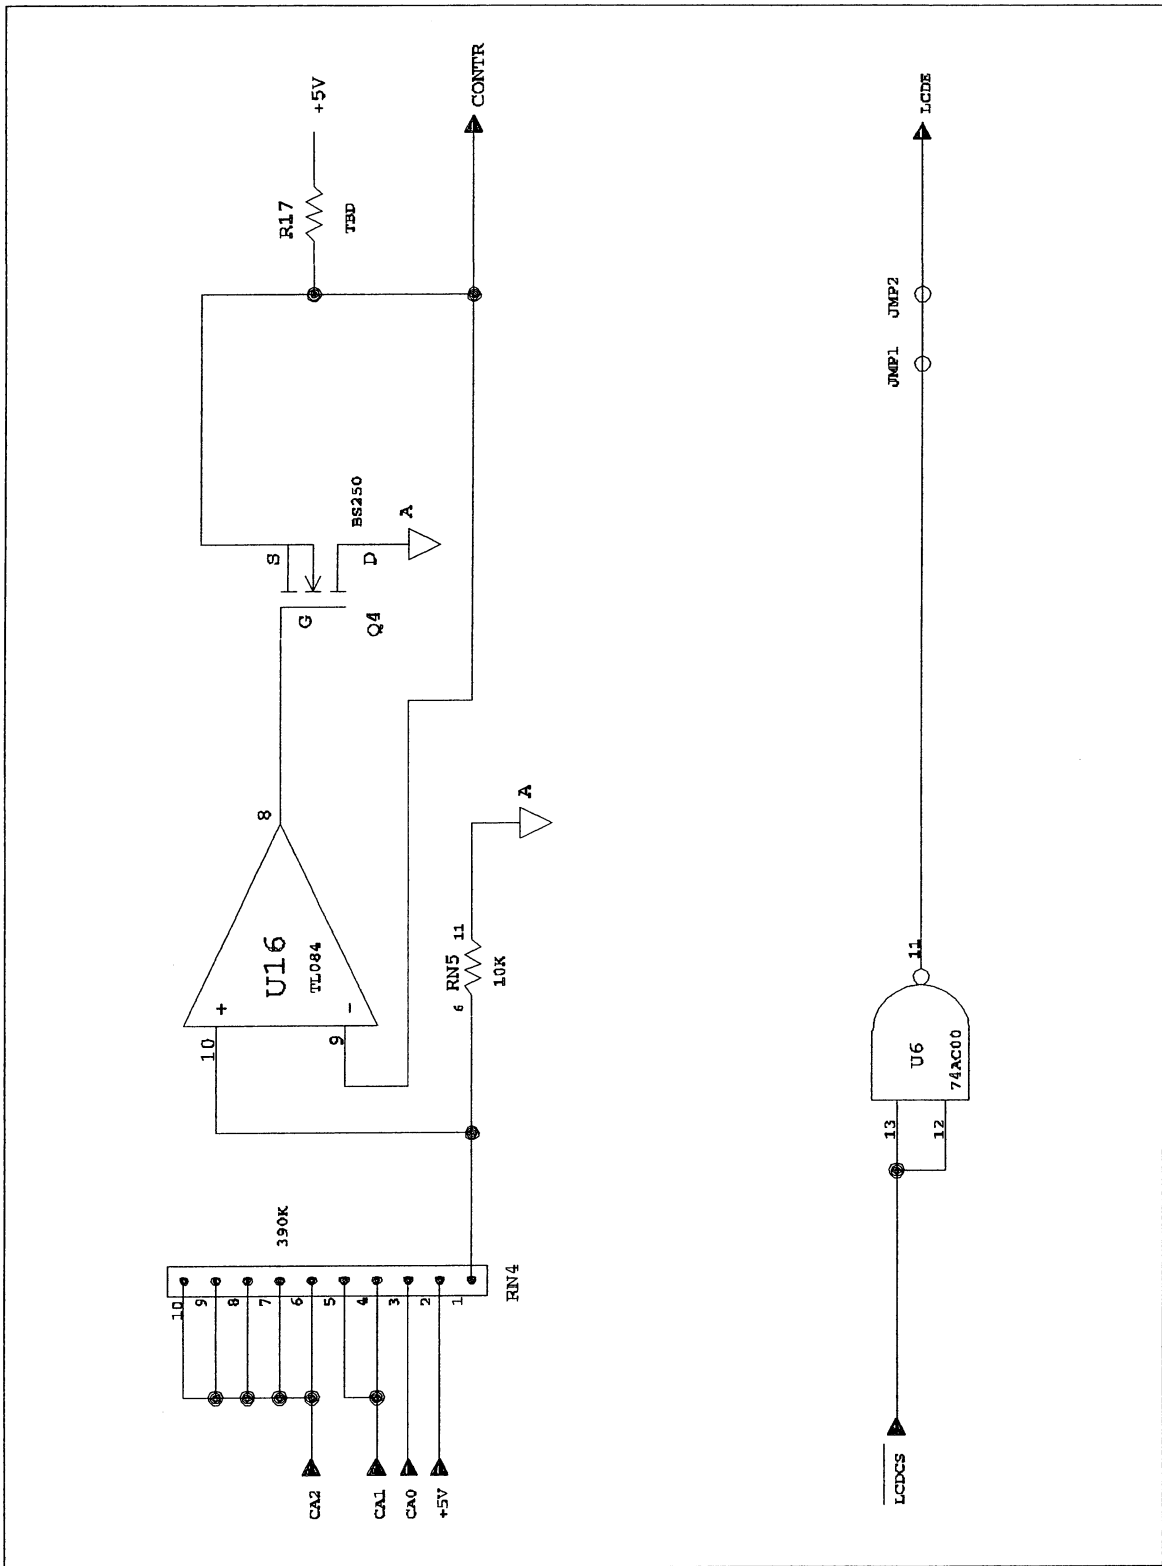 +5V
R17
TBD
CONTR
S
G
D
BS250
A
Q4
8
U16
TL084
+
-
10
9
RN5
11
6
10K
A
390K
10
9
8
7
6
5
4
3
2
1
RN4
CA2
CA1
CA0
+5V
LCDE
JMP2
JMP1
11
U6
74AC00
13
12
LCDCS